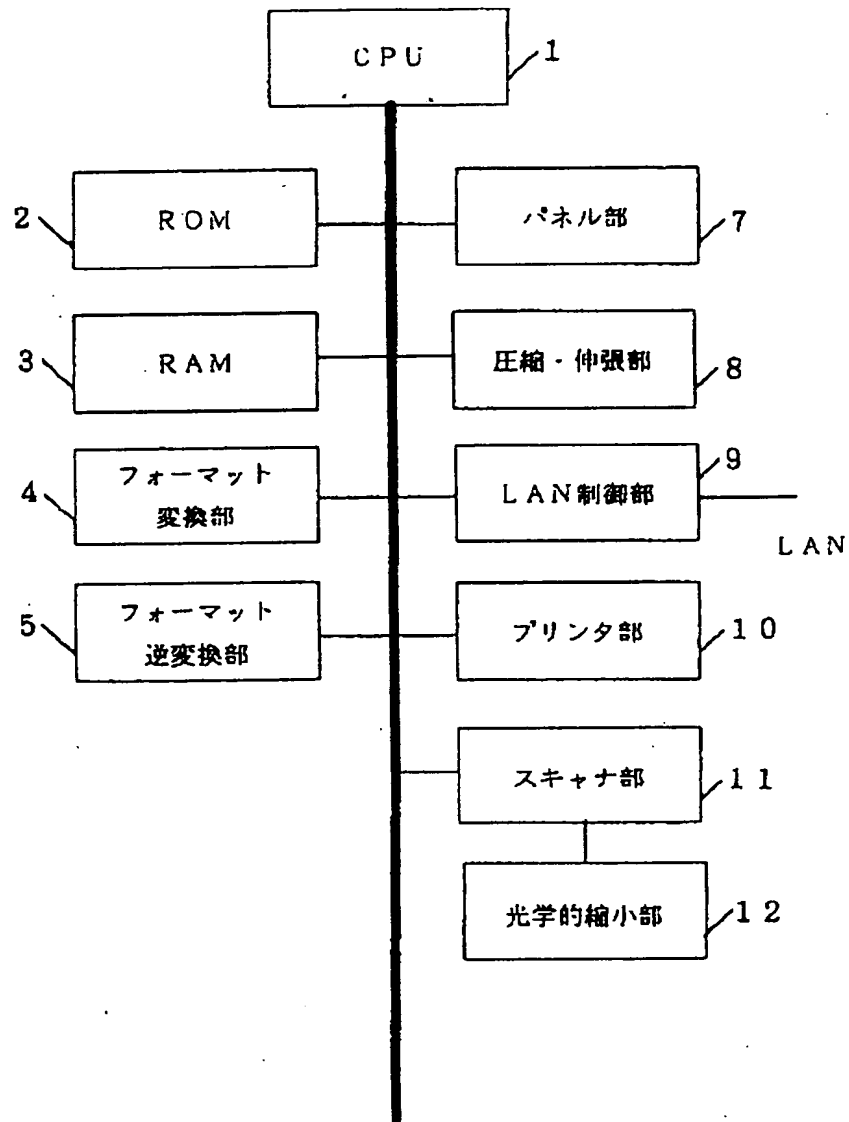 CPU
1
2
ROM
パネル部
7
3
RAM
圧縮・伸張部
8
4
フォーマット
変換部
LAN制御部
9
LAN
5
フォーマット
逆変換部
プリンタ部
10
スキャナ部
11
光学的縮小部
12